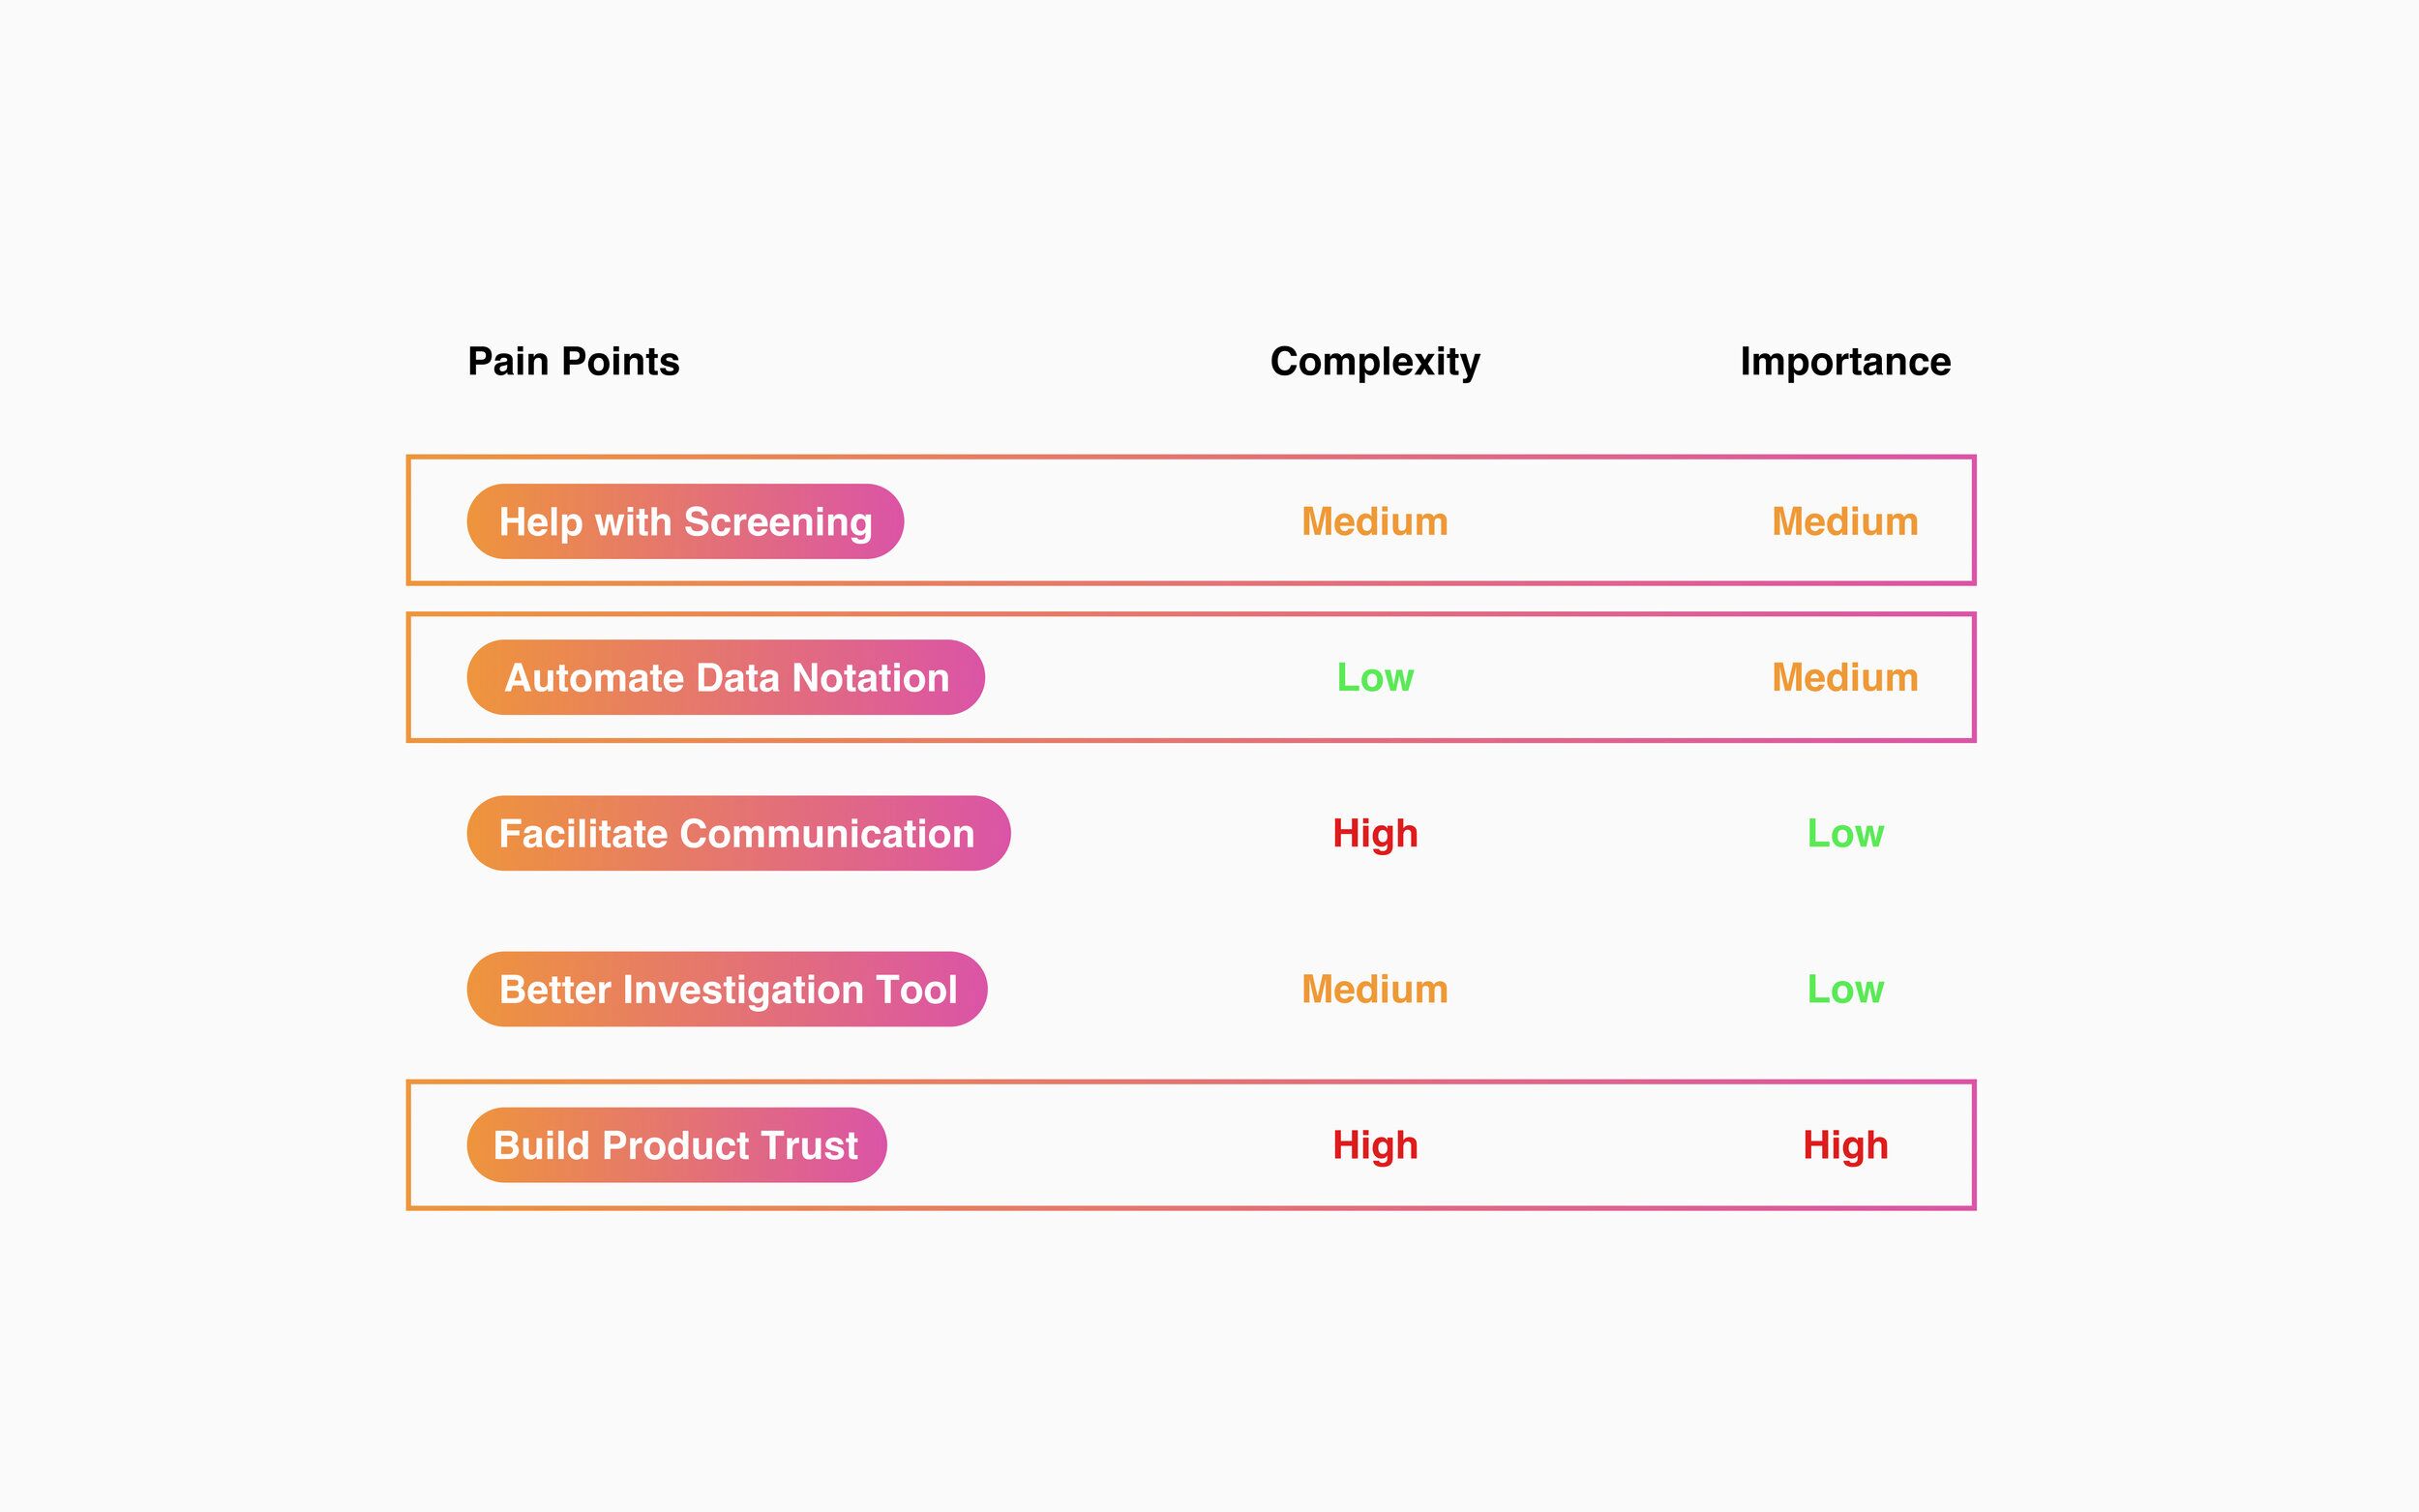 Pain Points Complexity Importance
Help with Screening Medium Medium
Automate Data Notation Low Medium
Facilitate Communication High Low
Better Investigation Tool Medium Low
Build Product Trust High High